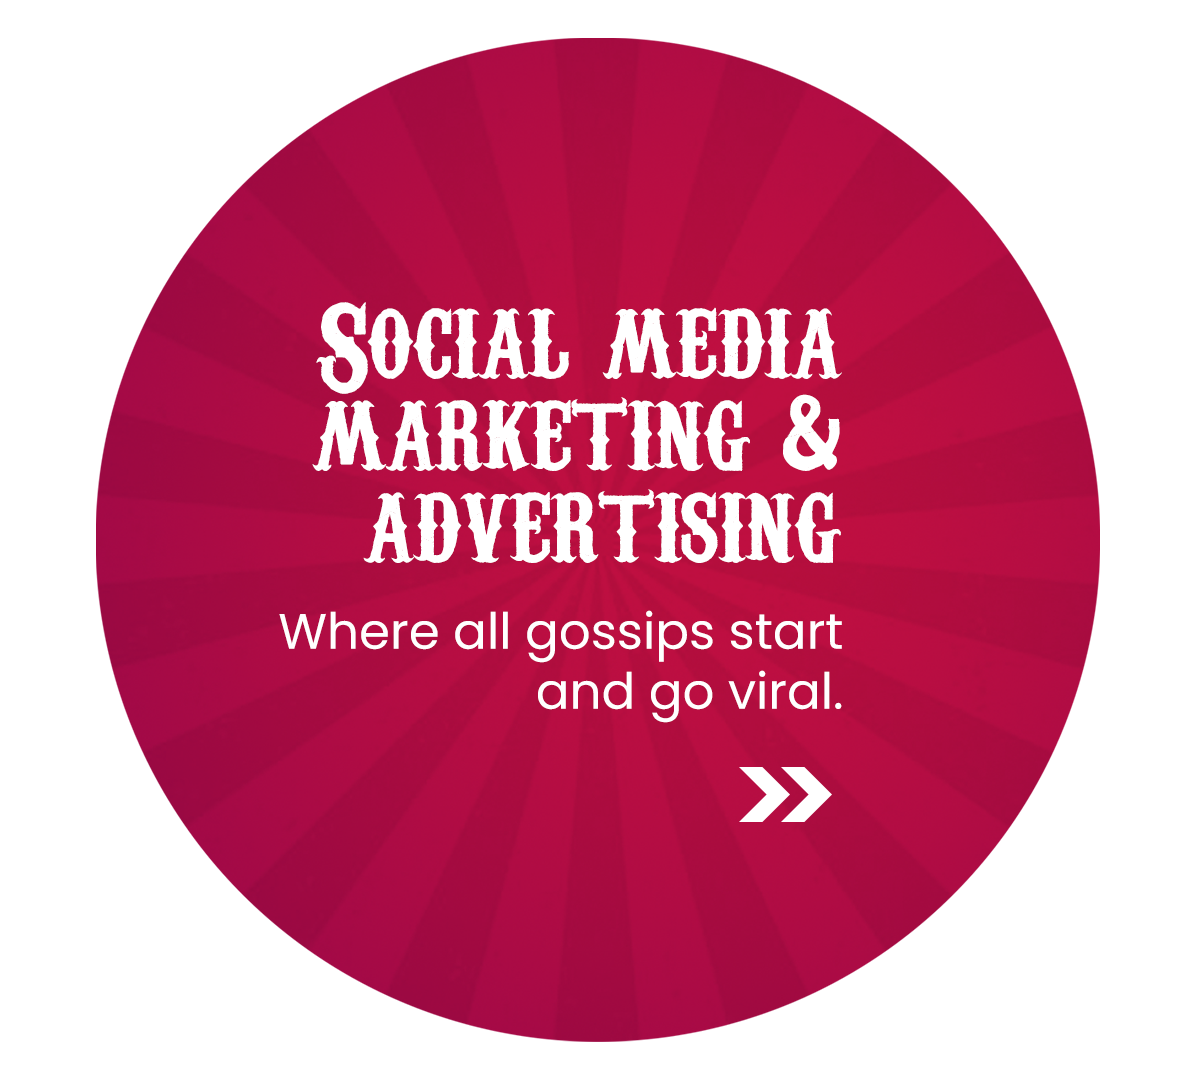 Social media
marketing &
advertising
Where all gossips start
and go viral.